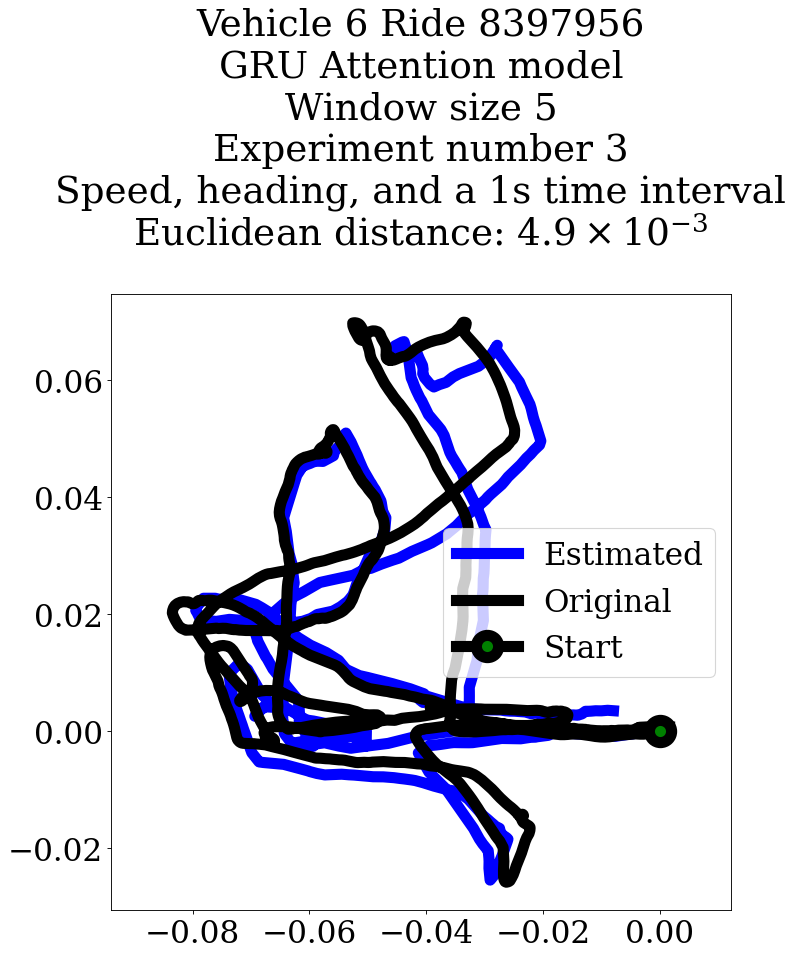 Vehicle 6 Ride 8397956
GRU Attention model
Window size 5
Experiment number 3
Speed, heading, and a 1s time interval
Euclidean distance: 4.9 × 10⁻³
0.06
0.04
0.02
0.00
−0.02
Estimated
Original
Start
−0.08 −0.06 −0.04 −0.02 0.00